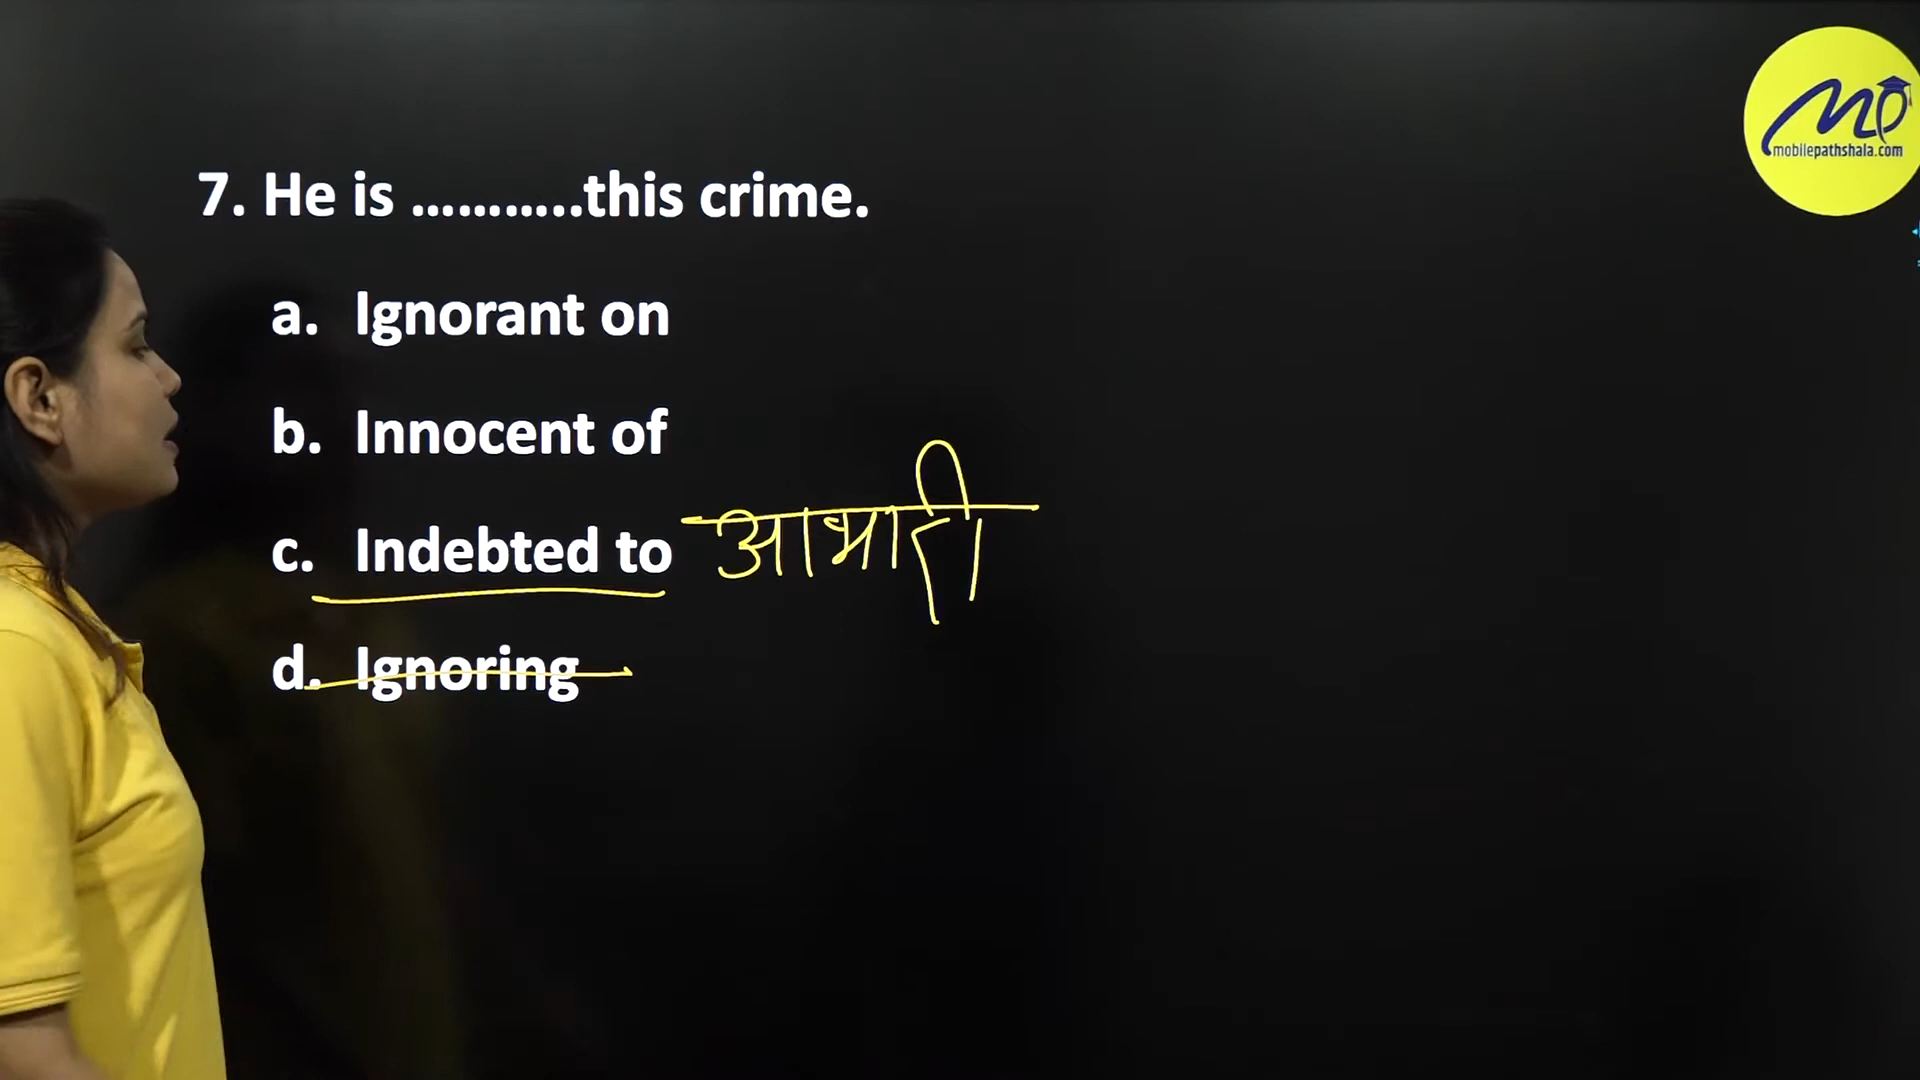 7. He is ………..this crime.
a. Ignorant on
b. Innocent of
c. Indebted to आभारी
d. Ignoring
mobilepathshala.com